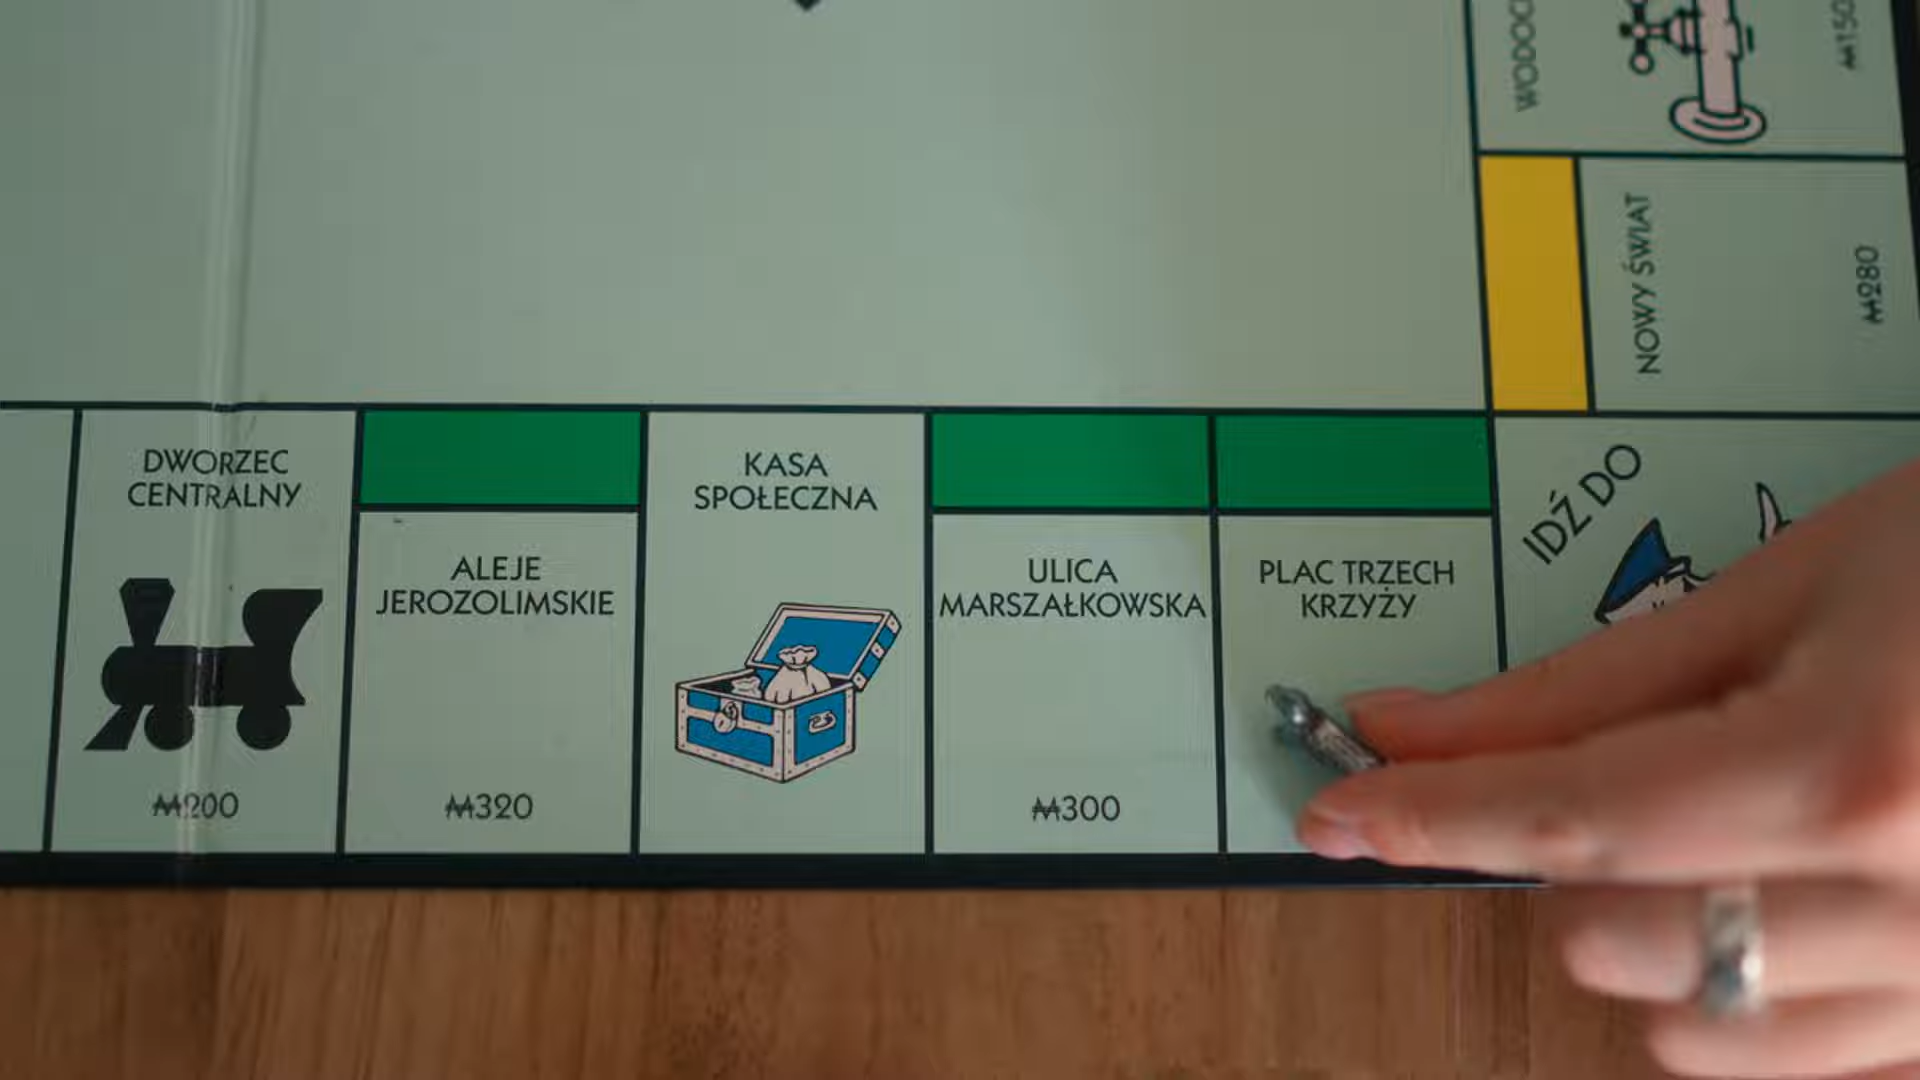 DWORZEC
CENTRALNY
₩200
ALEJE
JEROZOLIMSKIE
₩320
KASA
SPOŁECZNA
ULICA
MARSZAŁKOWSKA
₩300
PLAC TRZECH
KRZYŻY
IDŹ DO
NOWY ŚWIAT
₩280
₩150